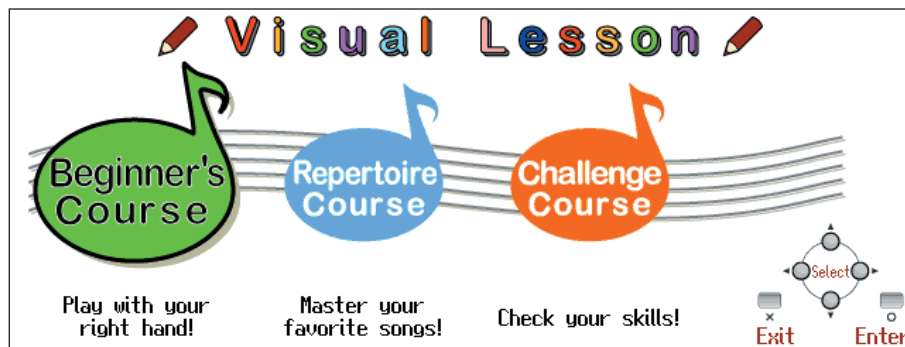 Visual Lesson
Beginner's
Course
Repertoire
Course
Challenge
Course
Play with your
right hand!
Master your
favorite songs!
Check your skills!
Select
×
Exit
○
Enter